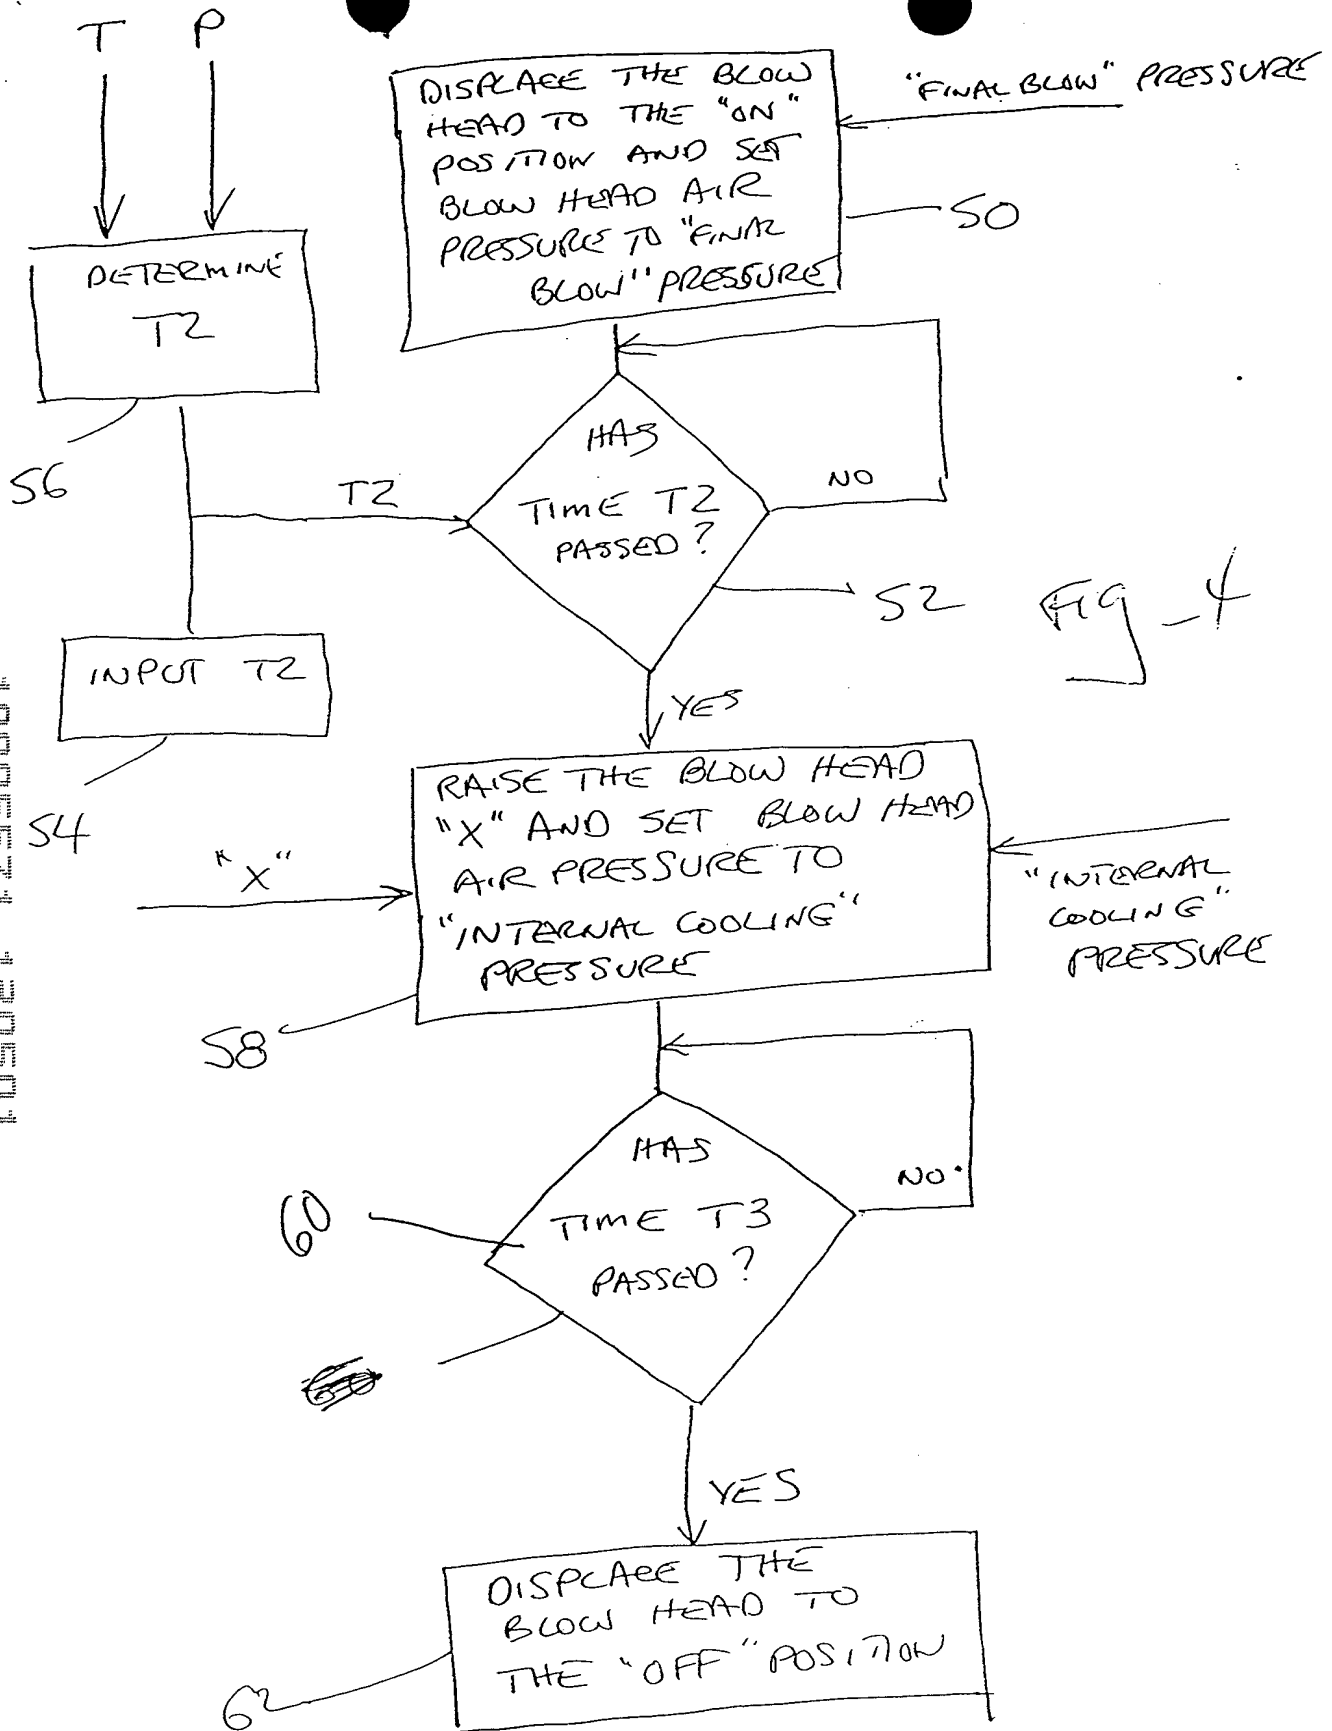 T P
DISPLACE THE BLOW
HEAD TO THE "ON"
POSITION AND SET
BLOW HEAD AIR
PRESSURE TO "FINAL
BLOW" PRESSURE
"FINAL BLOW" PRESSURE
50
DETERMINE
T2
56
T2
HAS
TIME T2
PASSED?
NO
52
Fig_4
INPUT T2
54
YES
RAISE THE BLOW HEAD
"X" AND SET BLOW HEAD
AIR PRESSURE TO
"INTERNAL COOLING"
PRESSURE
"X"
"INTERNAL
COOLING"
PRESSURE
58
HAS
TIME T3
PASSED?
NO
60
YES
DISPLACE THE
BLOW HEAD TO
THE "OFF" POSITION
62